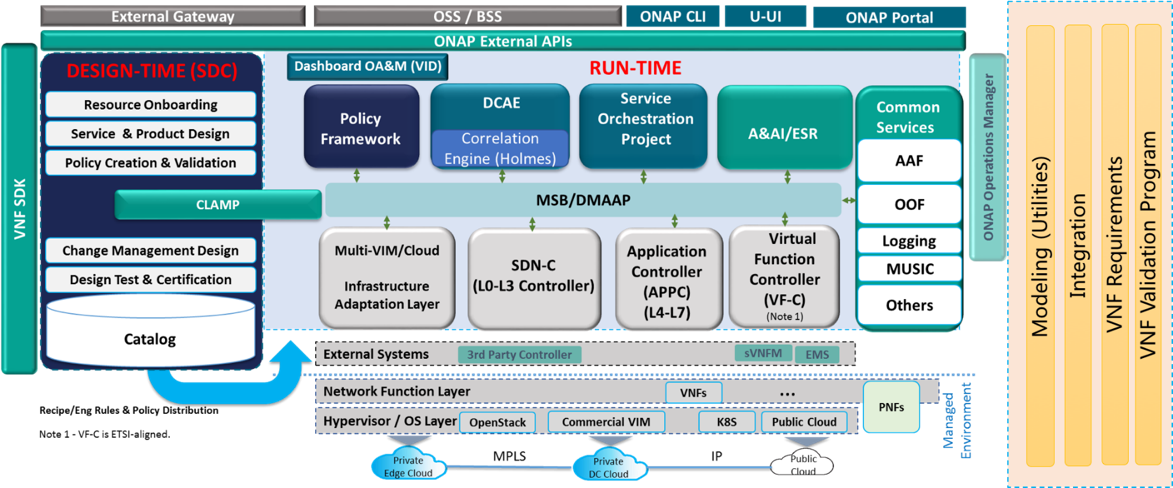 External Gateway
OSS / BSS
ONAP CLI
U-UI
ONAP Portal
ONAP External APIs
VNF SDK
DESIGN-TIME (SDC)
Resource Onboarding
Service & Product Design
Policy Creation & Validation
CLAMP
Change Management Design
Design Test & Certification
Catalog
Recipe/Eng Rules & Policy Distribution
Note 1 - VF-C is ETSI-aligned.
Dashboard OA&M (VID)
RUN-TIME
Policy
Framework
DCAE
Correlation
Engine (Holmes)
Service
Orchestration
Project
A&AI/ESR
MSB/DMAAP
Multi-VIM/Cloud
Infrastructure
Adaptation Layer
SDN-C
(L0-L3 Controller)
Application
Controller
(APPC)
(L4-L7)
Virtual
Function
Controller
(VF-C)
(Note 1)
Common
Services
AAF
OOF
Logging
MUSIC
Others
ONAP Operations Manager
External Systems
3rd Party Controller
sVNFM
EMS
Network Function Layer
VNFs
...
PNFs
Hypervisor / OS Layer
OpenStack
Commercial VIM
K8S
Public Cloud
Managed
Environment
Private
Edge Cloud
MPLS
Private
DC Cloud
IP
Public
Cloud
Modeling (Utilities)
Integration
VNF Requirements
VNF Validation Program